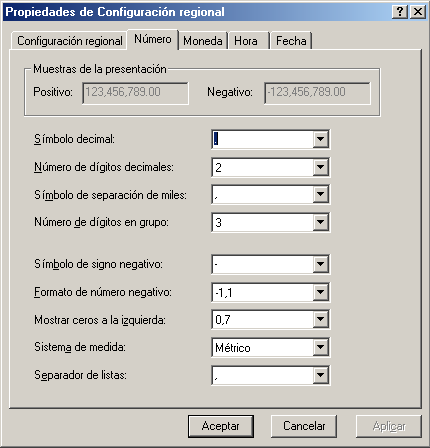 Propiedades de Configuración regional
Configuración regional Número Moneda Hora Fecha
Muestras de la presentación
Positivo: 123,456,789.00 Negativo: -123,456,789.00
Símbolo decimal: .
Número de dígitos decimales: 2
Símbolo de separación de miles: ,
Número de dígitos en grupo: 3
Símbolo de signo negativo: -
Formato de número negativo: -1,1
Mostrar ceros a la izquierda: 0,7
Sistema de medida: Métrico
Separador de listas: ,
Aceptar Cancelar Aplicar